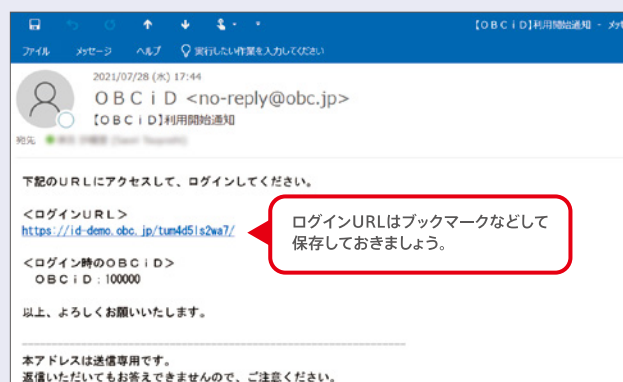 【OBCiD】利用開始通知 - メッセ
ファイル メッセージ ヘルプ 実行したい作業を入力してください
2021/07/28 (水) 17:44
OBCiD <no-reply@obc.jp>
【OBCiD】利用開始通知
宛先
下記のURLにアクセスして、ログインしてください。
<ログインURL>
https://id-demo.obc.jp/tum4d5ls2wa7/
ログインURLはブックマークなどして
保存しておきましょう。
<ログイン時のOBCiD>
OBCiD:100000
以上、よろしくお願いいたします。
本アドレスは送信専用です。
返信いただいてもお答えできませんので、ご注意ください。